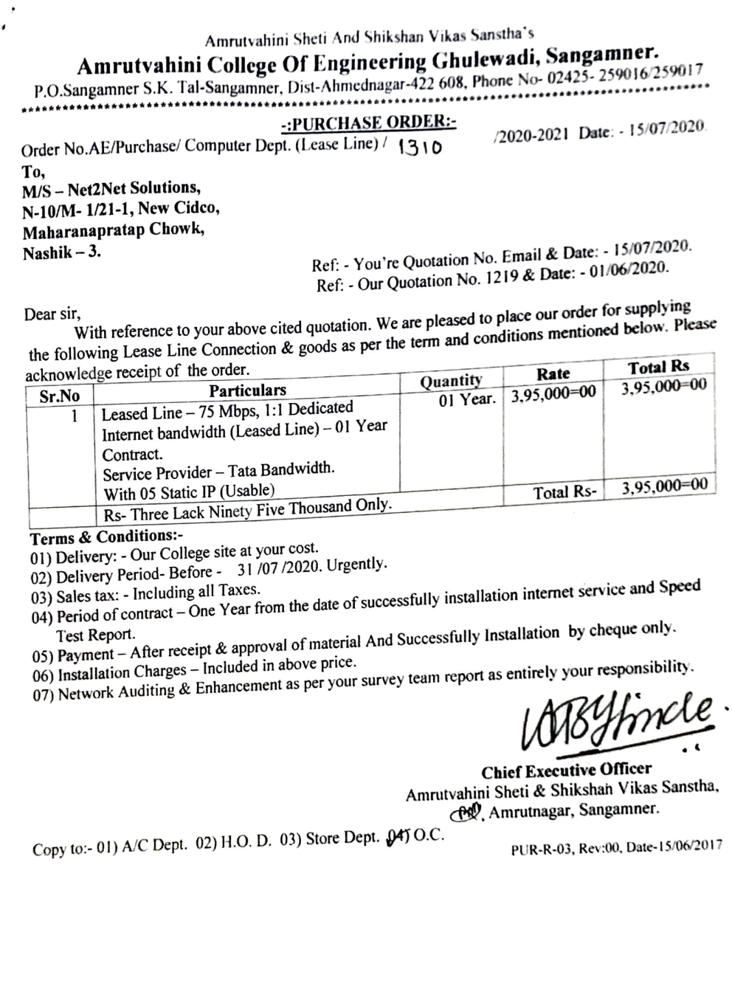 Amrutvahini Sheti And Shikshan Vikas Sanstha's
Amrutvahini College Of Engineering Ghulewadi, Sangamner.
P.O.Sangamner S.K. Tal-Sangamner, Dist-Ahmednagar-422 608, Phone No- 02425- 259016/259017
-:PURCHASE ORDER:-
Order No.AE/Purchase/ Computer Dept. (Lease Line) / 1310 /2020-2021 Date: - 15/07/2020.
To,
M/S – Net2Net Solutions,
N-10/M- 1/21-1, New Cidco,
Maharanapratap Chowk,
Nashik – 3.
Ref: - You're Quotation No. Email & Date: - 15/07/2020.
Ref: - Our Quotation No. 1219 & Date: - 01/06/2020.
Dear sir,
With reference to your above cited quotation. We are pleased to place our order for supplying
the following Lease Line Connection & goods as per the term and conditions mentioned below. Please
acknowledge receipt of the order.
Sr.No Particulars Quantity Rate Total Rs
1 Leased Line – 75 Mbps, 1:1 Dedicated 01 Year. 3,95,000=00 3,95,000=00
Internet bandwidth (Leased Line) – 01 Year
Contract.
Service Provider – Tata Bandwidth.
With 05 Static IP (Usable)
Total Rs- 3,95,000=00
Rs- Three Lack Ninety Five Thousand Only.
Terms & Conditions:-
01) Delivery: - Our College site at your cost.
02) Delivery Period- Before - 31 /07 /2020. Urgently.
03) Sales tax: - Including all Taxes.
04) Period of contract – One Year from the date of successfully installation internet service and Speed
Test Report.
05) Payment – After receipt & approval of material And Successfully Installation by cheque only.
06) Installation Charges – Included in above price.
07) Network Auditing & Enhancement as per your survey team report as entirely your responsibility.
Chief Executive Officer
Amrutvahini Sheti & Shikshan Vikas Sanstha,
Amrutnagar, Sangamner.
Copy to:- 01) A/C Dept. 02) H.O. D. 03) Store Dept. 04) O.C.
PUR-R-03, Rev:00, Date-15/06/2017